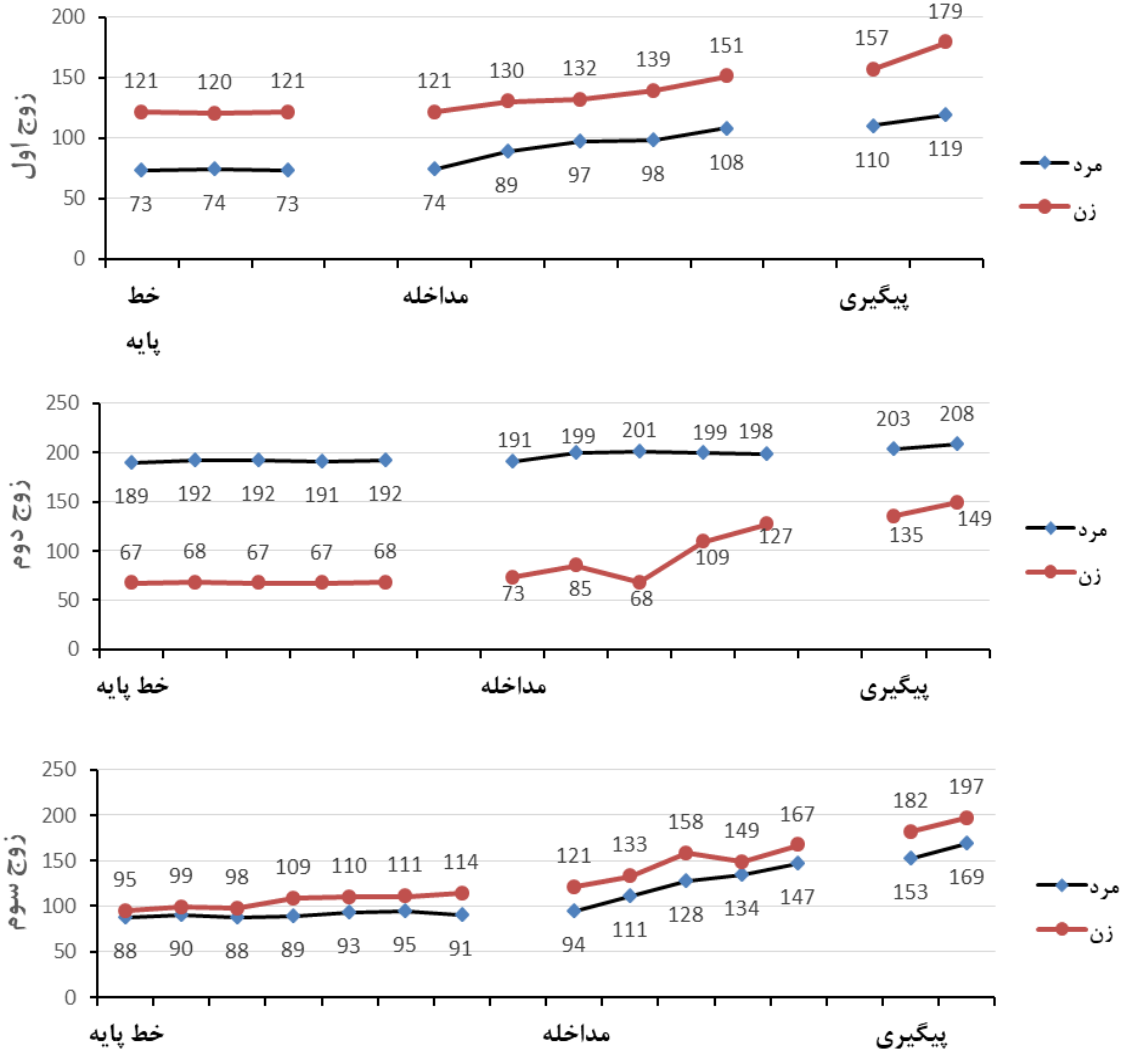 200
150
100
50
0
زوج اول
121 120 121 121 130 132 139 151 157 179
73 74 73 74 89 97 98 108 110 119
مرد
زن
خط
پایه
مداخله
پیگیری
250
200
150
100
50
0
زوج دوم
189 192 192 191 192 191 199 201 199 198 203 208
67 68 67 67 68 73 85 68 109 127 135 149
مرد
زن
خط پایه
مداخله
پیگیری
250
200
150
100
50
0
زوج سوم
95 99 98 109 110 111 114 121 133 158 149 167 182 197
88 90 88 89 93 95 91 94 111 128 134 147 153 169
مرد
زن
خط پایه
مداخله
پیگیری